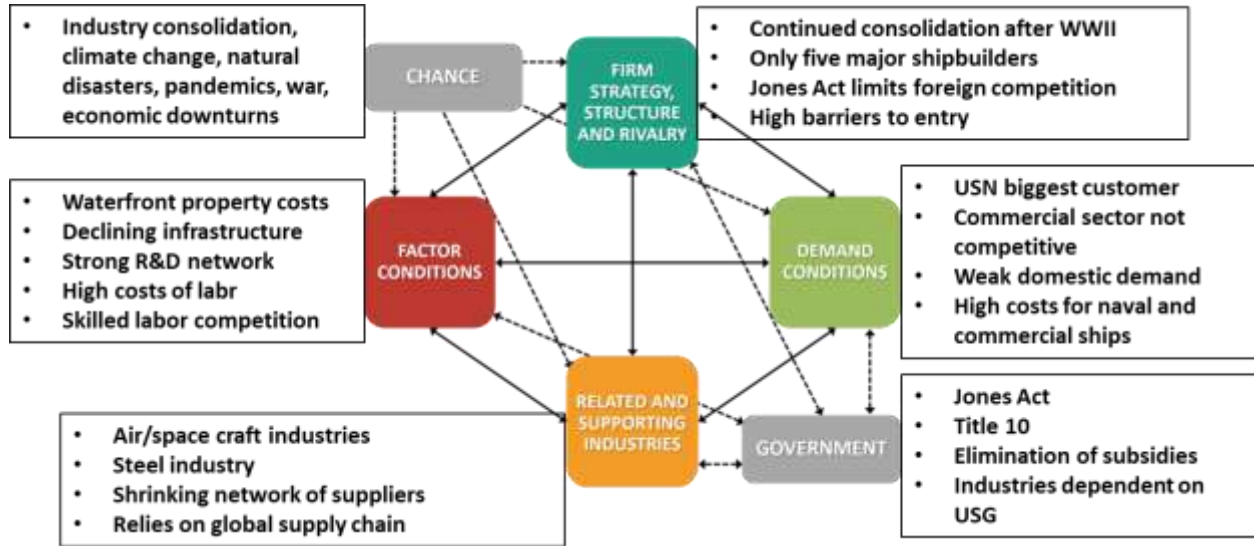 • Industry consolidation,
climate change, natural
disasters, pandemics, war,
economic downturns
CHANCE
FIRM
STRATEGY,
STRUCTURE
AND RIVALRY
• Continued consolidation after WWII
• Only five major shipbuilders
• Jones Act limits foreign competition
• High barriers to entry
• Waterfront property costs
• Declining infrastructure
• Strong R&D network
• High costs of labr
• Skilled labor competition
FACTOR
CONDITIONS
DEMAND
CONDITIONS
• USN biggest customer
• Commercial sector not
competitive
• Weak domestic demand
• High costs for naval and
commercial ships
• Air/space craft industries
• Steel industry
• Shrinking network of suppliers
• Relies on global supply chain
RELATED AND
SUPPORTING
INDUSTRIES
GOVERNMENT
• Jones Act
• Title 10
• Elimination of subsidies
• Industries dependent on
USG